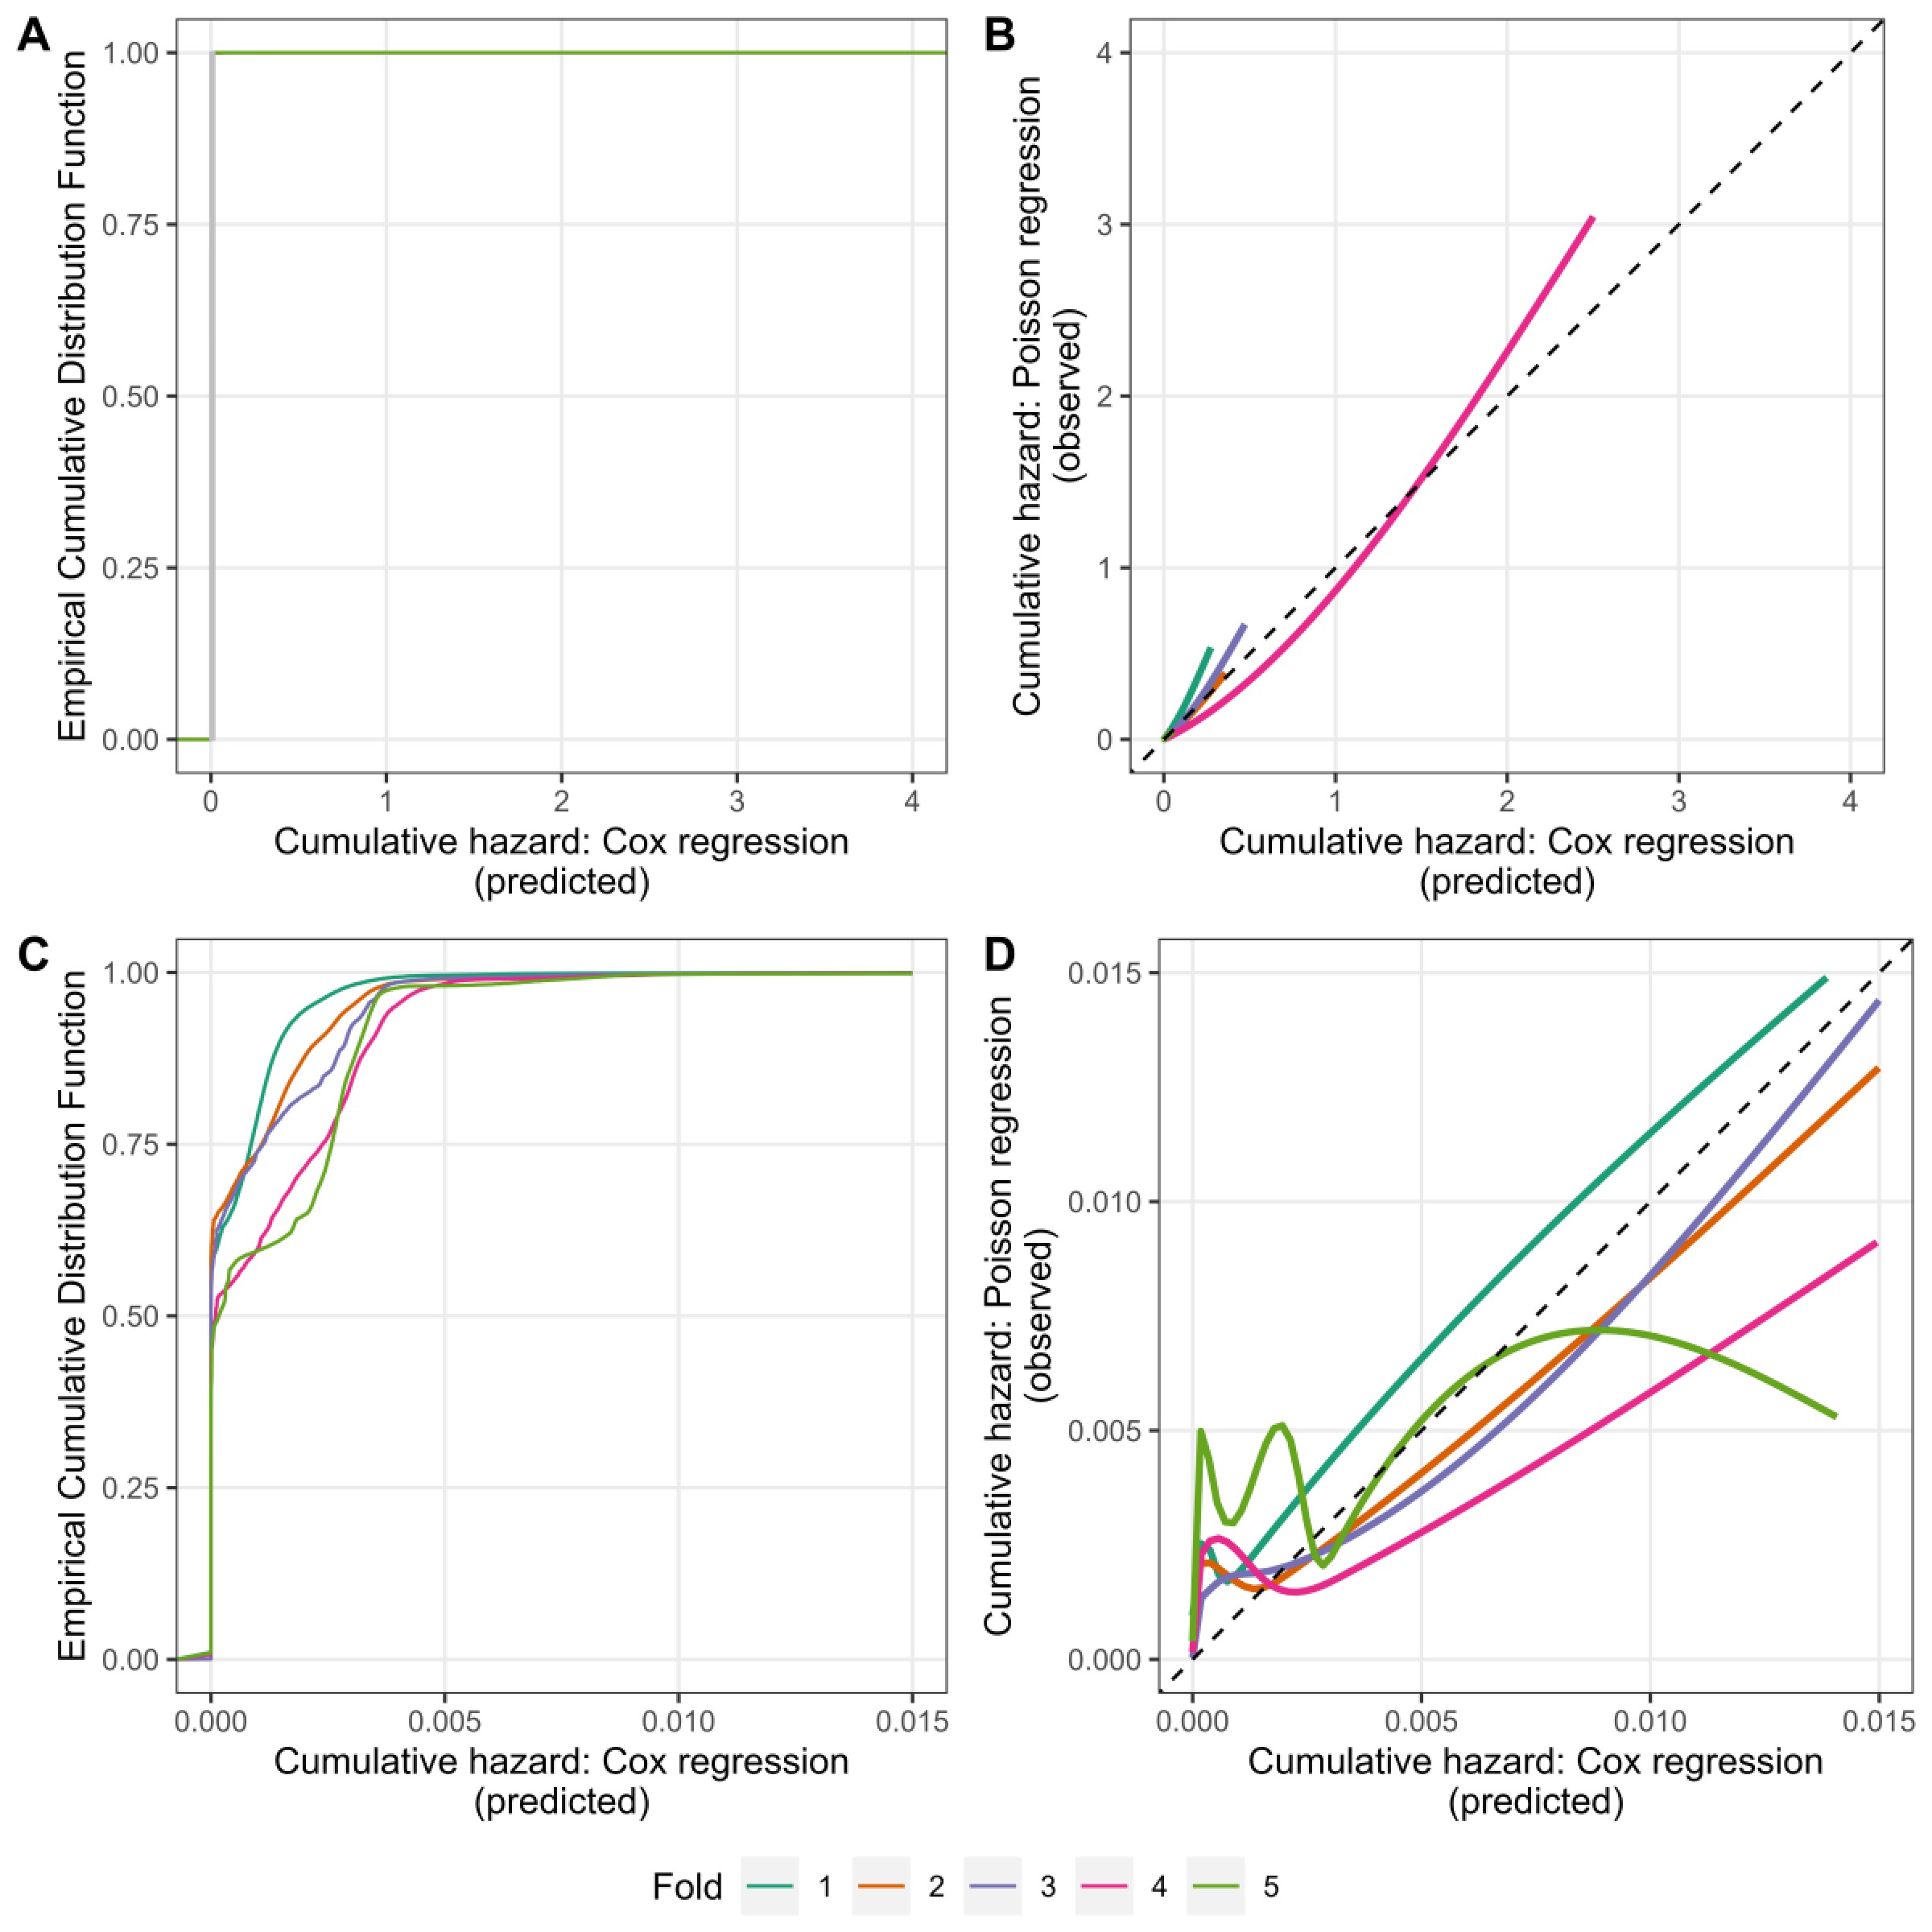 A
Empirical Cumulative Distribution Function
1.00
0.75
0.50
0.25
0.00
0 1 2 3 4
Cumulative hazard: Cox regression
(predicted)
B
Cumulative hazard: Poisson regression
(observed)
4
3
2
1
0
0 1 2 3 4
Cumulative hazard: Cox regression
(predicted)
C
Empirical Cumulative Distribution Function
1.00
0.75
0.50
0.25
0.00
0.000 0.005 0.010 0.015
Cumulative hazard: Cox regression
(predicted)
D
Cumulative hazard: Poisson regression
(observed)
0.015
0.010
0.005
0.000
0.000 0.005 0.010 0.015
Cumulative hazard: Cox regression
(predicted)
Fold 1 2 3 4 5